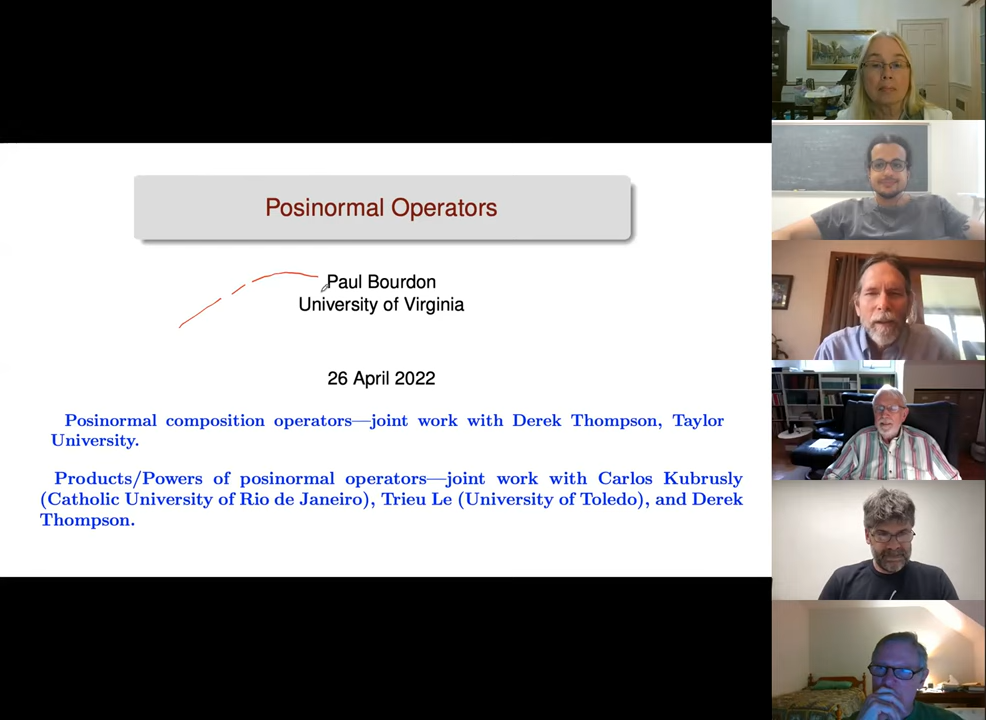 Posinormal Operators
Paul Bourdon
University of Virginia
26 April 2022
Posinormal composition operators—joint work with Derek Thompson, Taylor
University.
Products/Powers of posinormal operators—joint work with Carlos Kubrusly
(Catholic University of Rio de Janeiro), Trieu Le (University of Toledo), and Derek
Thompson.